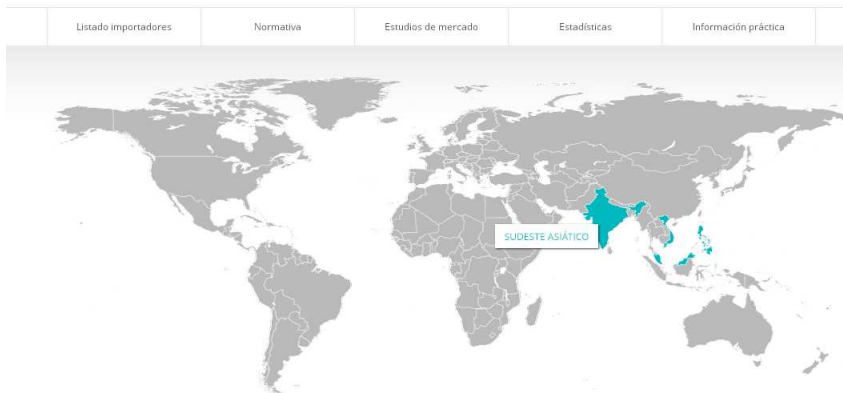 Listado importadores
Normativa
Estudios de mercado
Estadísticas
Información práctica
SUDESTE ASIÁTICO